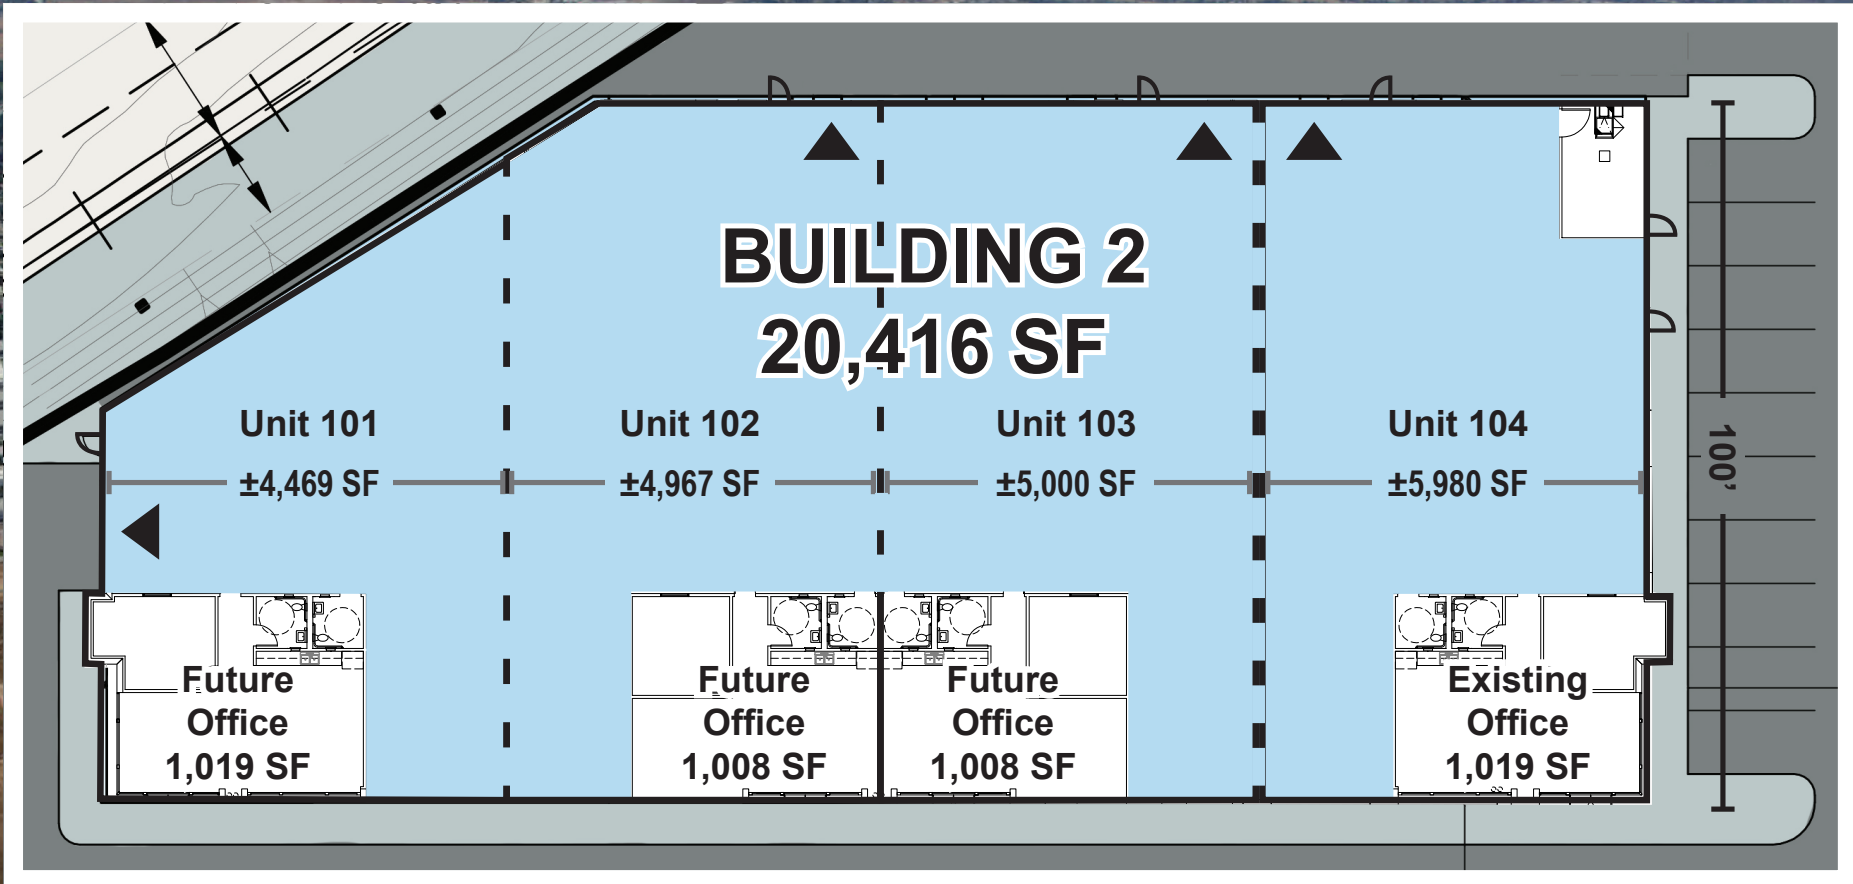 BUILDING 2
20,416 SF
Unit 101
±4,469 SF
Unit 102
±4,967 SF
Unit 103
±5,000 SF
Unit 104
±5,980 SF
100'
Future
Office
1,019 SF
Future
Office
1,008 SF
Future
Office
1,008 SF
Existing
Office
1,019 SF